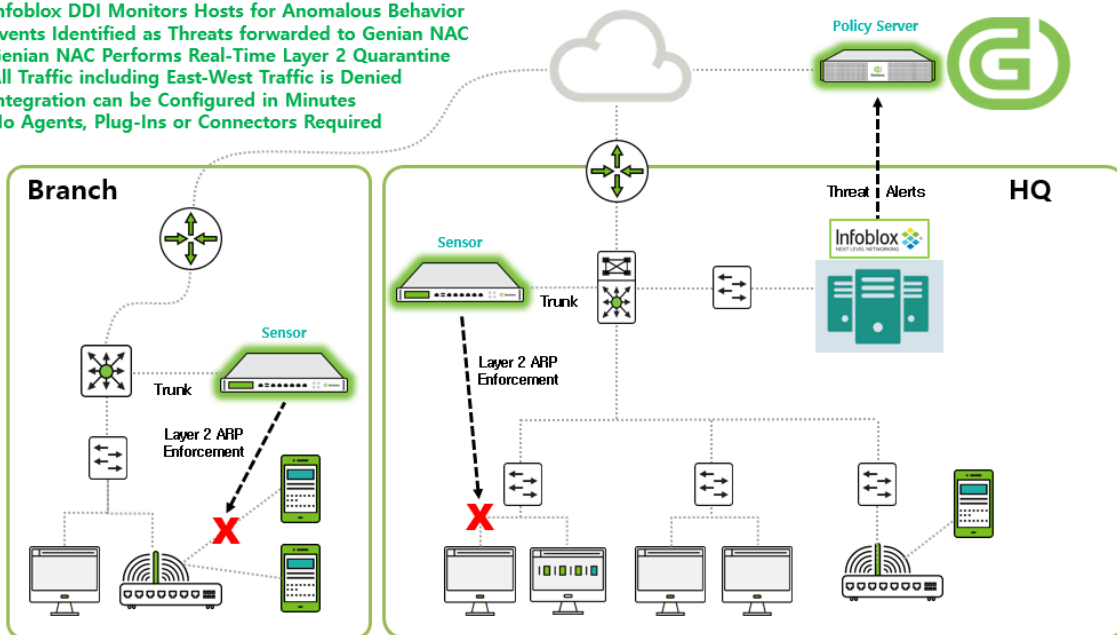 nfoblox DDI Monitors Hosts for Anomalous Behavior
vents Identified as Threats forwarded to Genian NAC
enian NAC Performs Real-Time Layer 2 Quarantine
ll Traffic including East-West Traffic is Denied
ntegration can be Configured in Minutes
o Agents, Plug-Ins or Connectors Required
Policy Server
Branch
HQ
Threat Alerts
Infoblox
NEXT LEVEL NETWORKING
Sensor
Trunk
Layer 2 ARP
Enforcement
Sensor
Trunk
Layer 2 ARP
Enforcement
X
X